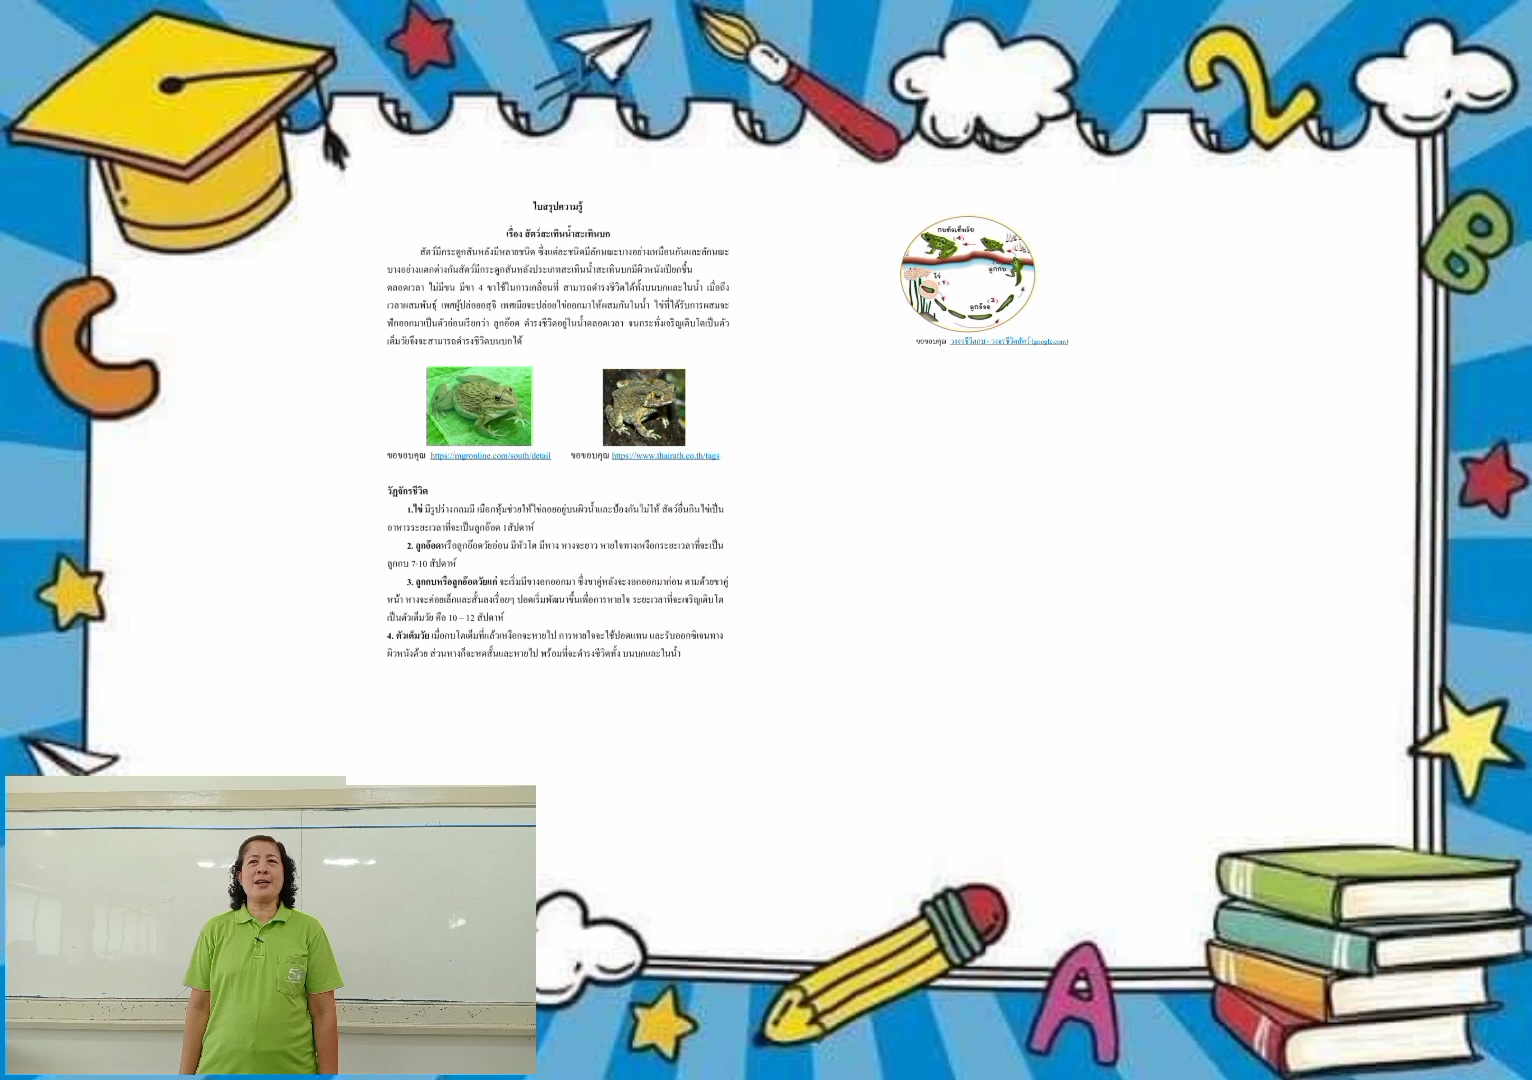 ใบสรุปความรู้
เรื่อง สัตว์สะเทินน้ำสะเทินบก
สัตว์มีกระดูกสันหลังมีหลายชนิด ซึ่งแต่ละชนิดมีลักษณะบางอย่างเหมือนกันและลักษณะ
บางอย่างแตกต่างกันสัตว์มีกระดูกสันหลังประเภทสะเทินน้ำสะเทินบกมีผิวหนังเปียกชื้น
ตลอดเวลา ไม่มีขน มีขา 4 ขาใช้ในการเคลื่อนที่ สามารถดำรงชีวิตได้ทั้งบนบกและในน้ำ เมื่อถึง
เวลาผสมพันธุ์ เพศผู้ปล่อยอสุจิ เพศเมียจะปล่อยไข่ออกมาให้ผสมกันในน้ำ ไข่ที่ได้รับการผสมจะ
ฟักออกมาเป็นตัวอ่อนเรียกว่า ลูกอ๊อด ดำรงชีวิตอยู่ในน้ำตลอดเวลา จนกระทั่งเจริญเติบโตเป็นตัว
เต็มวัยจึงจะสามารถดำรงชีวิตบนบกได้
ขอขอบคุณ https://mgronline.com/south/detail ขอขอบคุณ https://www.thairath.co.th/tags
วัฏจักรชีวิต
1.ไข่ มีรูปร่างกลมมี เมือกหุ้มช่วยให้ไข่ลอยอยู่บนผิวน้ำและป้องกันไม่ให้ สัตว์อื่นกินไข่เป็น
อาหารระยะเวลาที่จะเป็นลูกอ๊อด 1สัปดาห์
2. ลูกอ๊อดหรือลูกอ๊อดวัยอ่อน มีหัวโต มีหาง หางจะยาว หายใจทางเหงือกระยะเวลาที่จะเป็น
ลูกกบ 7-10 สัปดาห์
3. ลูกกบหรือลูกอ๊อดวัยแก่ จะเริ่มมีขางอกออกมา ซึ่งขาคู่หลังจะงอกออกมาก่อน ตามด้วยขาคู่
หน้า หางจะค่อยเล็กและสั้นลงเรื่อยๆ ปอดเริ่มพัฒนาขึ้นเพื่อการหายใจ ระยะเวลาที่จะเจริญเติบโต
เป็นตัวเต็มวัย คือ 10 – 12 สัปดาห์
4. ตัวเต็มวัย เมื่อกบโตเต็มที่แล้วเหงือกจะหายไป การหายใจจะใช้ปอดแทน และรับออกซิเจนทาง
ผิวหนังด้วย ส่วนหางก็จะหดสั้นและหายไป พร้อมที่จะดำรงชีวิตทั้ง บนบกและในน้ำ
กบตัวเต็มวัย
(4)
ลูกกบ
(3)
ไข่
(1)
(2)
ลูกอ๊อด
ขอขอบคุณ วงจรชีวิตกบ - วงจรชีวิตสัตว์ (google.com)
2
B
C
A